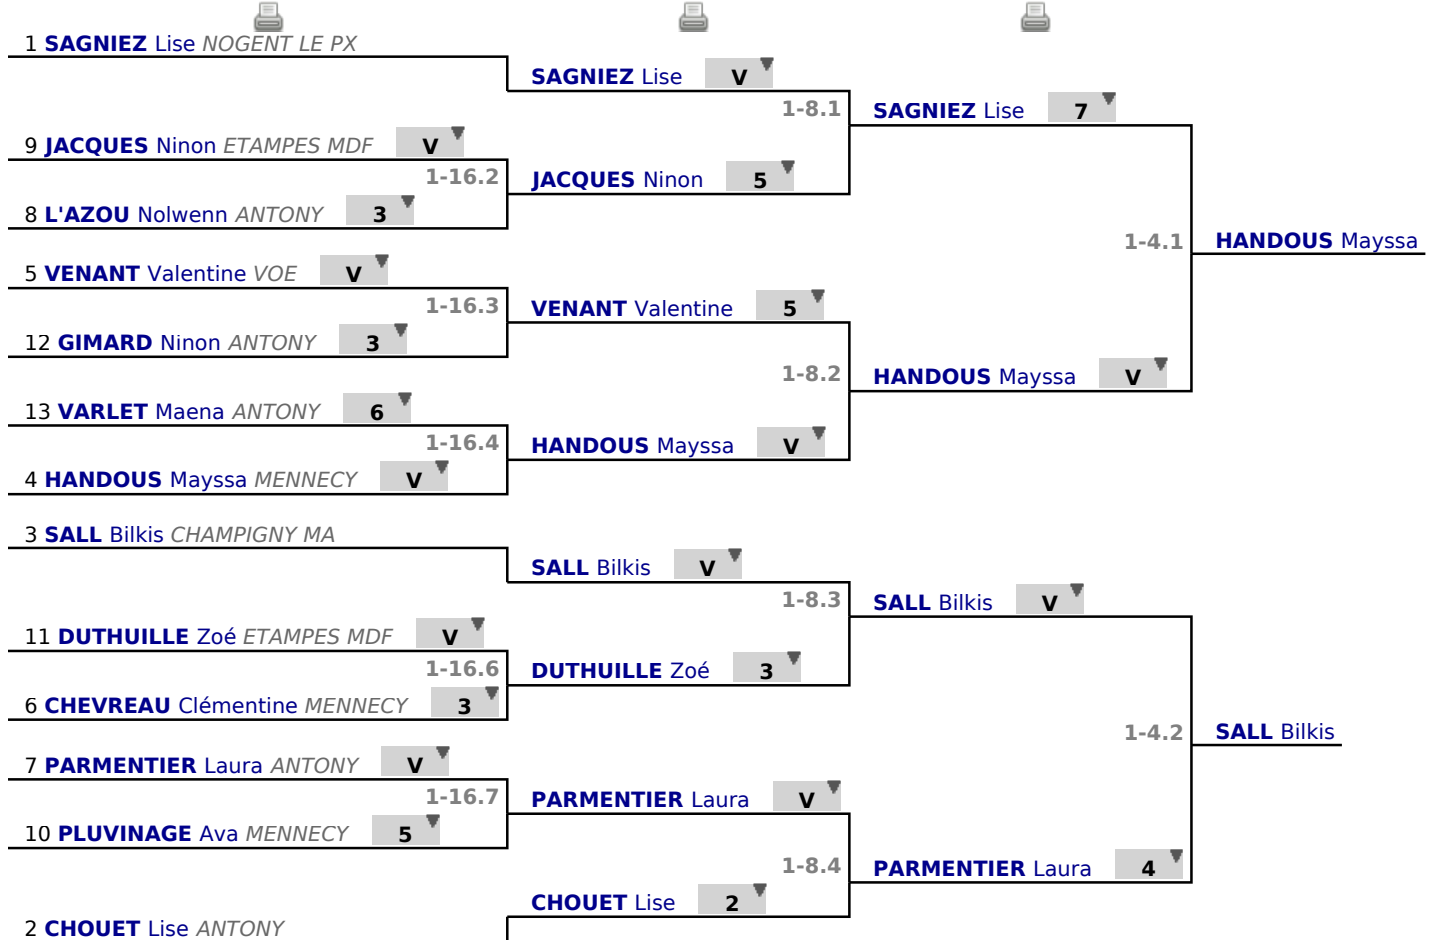 1 SAGNIEZ Lise NOGENT LE PX
SAGNIEZ Lise V
1-8.1
SAGNIEZ Lise 7
9 JACQUES Ninon ETAMPES MDF V
1-16.2
JACQUES Ninon 5
8 L'AZOU Nolwenn ANTONY 3
1-4.1
HANDOUS Mayssa
5 VENANT Valentine VOE V
1-16.3
VENANT Valentine 5
12 GIMARD Ninon ANTONY 3
1-8.2
HANDOUS Mayssa V
13 VARLET Maena ANTONY 6
1-16.4
HANDOUS Mayssa V
4 HANDOUS Mayssa MENNECY V
3 SALL Bilkis CHAMPIGNY MA
SALL Bilkis V
1-8.3
SALL Bilkis V
11 DUTHUILLE Zoé ETAMPES MDF V
1-16.6
DUTHUILLE Zoé 3
6 CHEVREAU Clémentine MENNECY 3
1-4.2
SALL Bilkis
7 PARMENTIER Laura ANTONY V
1-16.7
PARMENTIER Laura V
10 PLUVINAGE Ava MENNECY 5
1-8.4
PARMENTIER Laura 4
CHOUET Lise 2
2 CHOUET Lise ANTONY